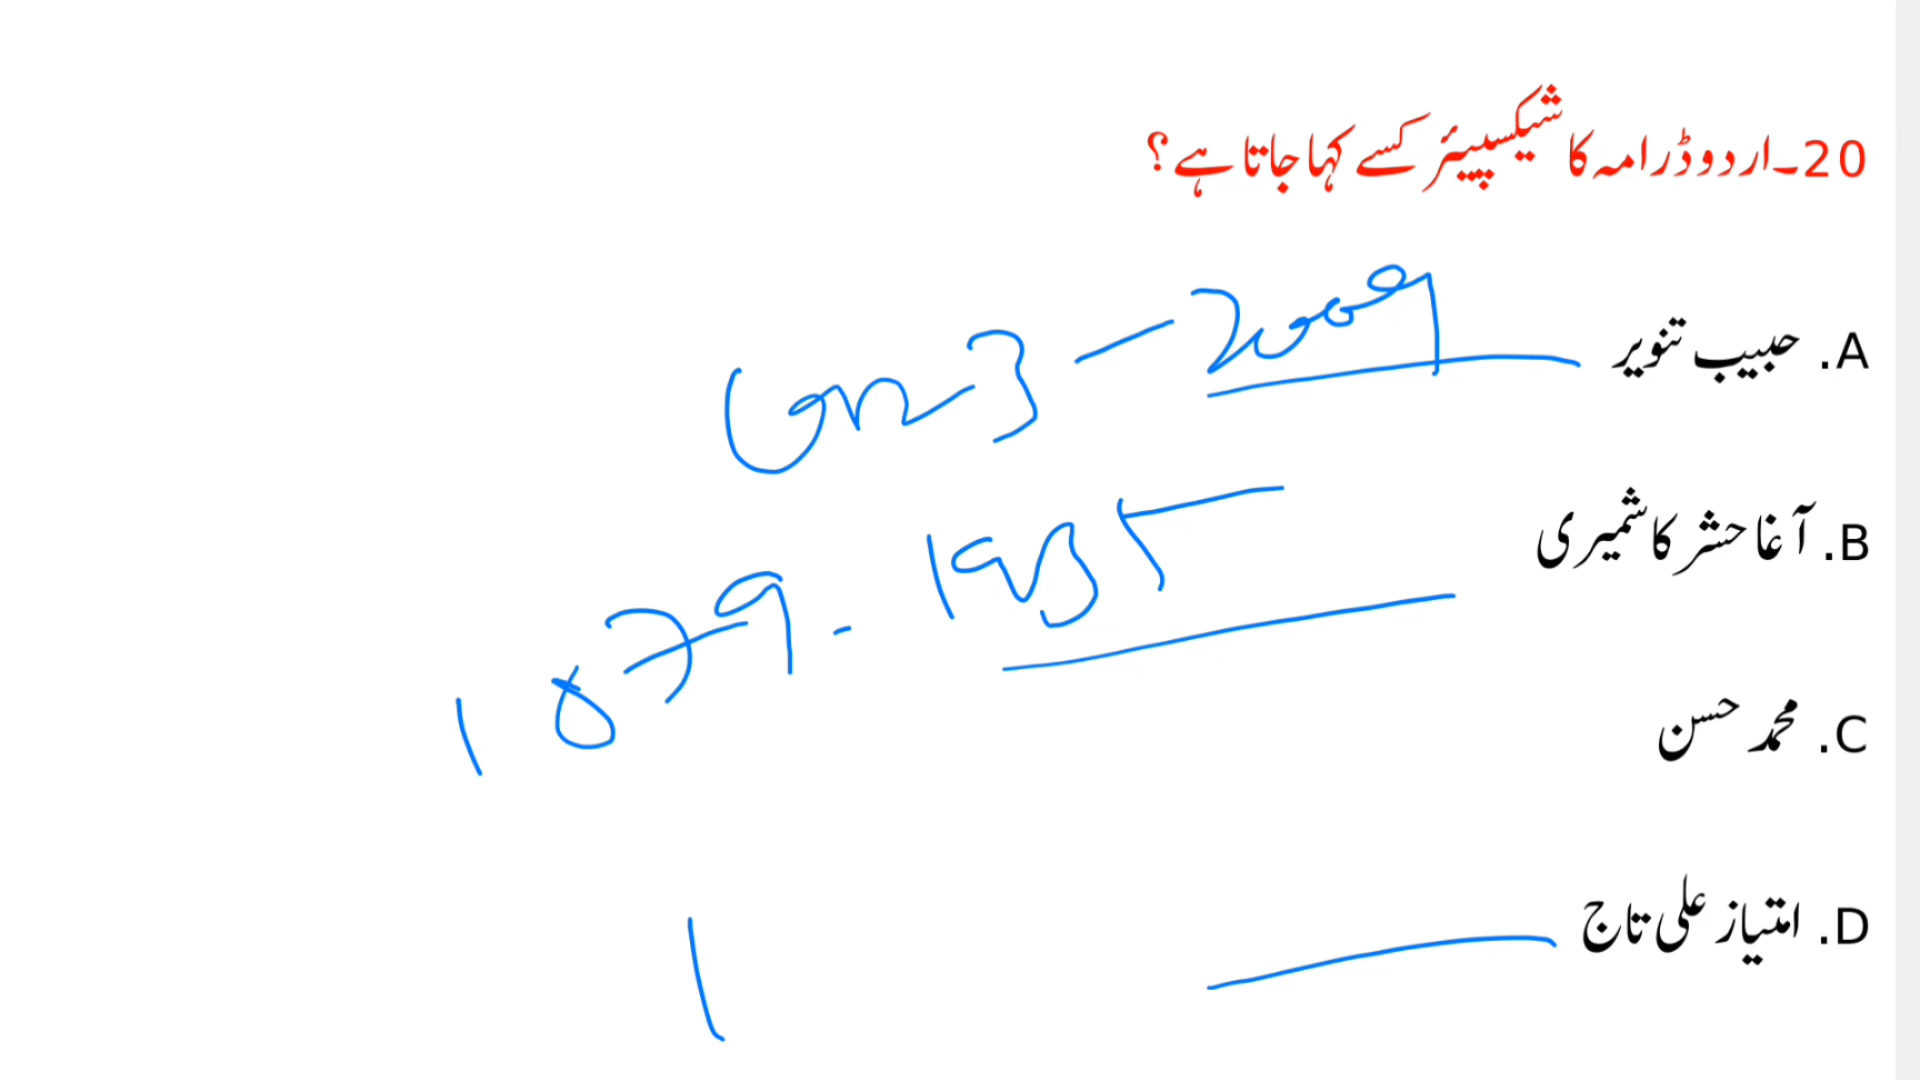 20۔اردو ڈرامہ کا شیکسپیئر کسے کہا جاتا ہے؟
A. حبیب تنویر
1923 - 2009
B. آغا حشر کاشمیری
1879 - 1935
C. محمد حسن
D. امتیاز علی تاج
1